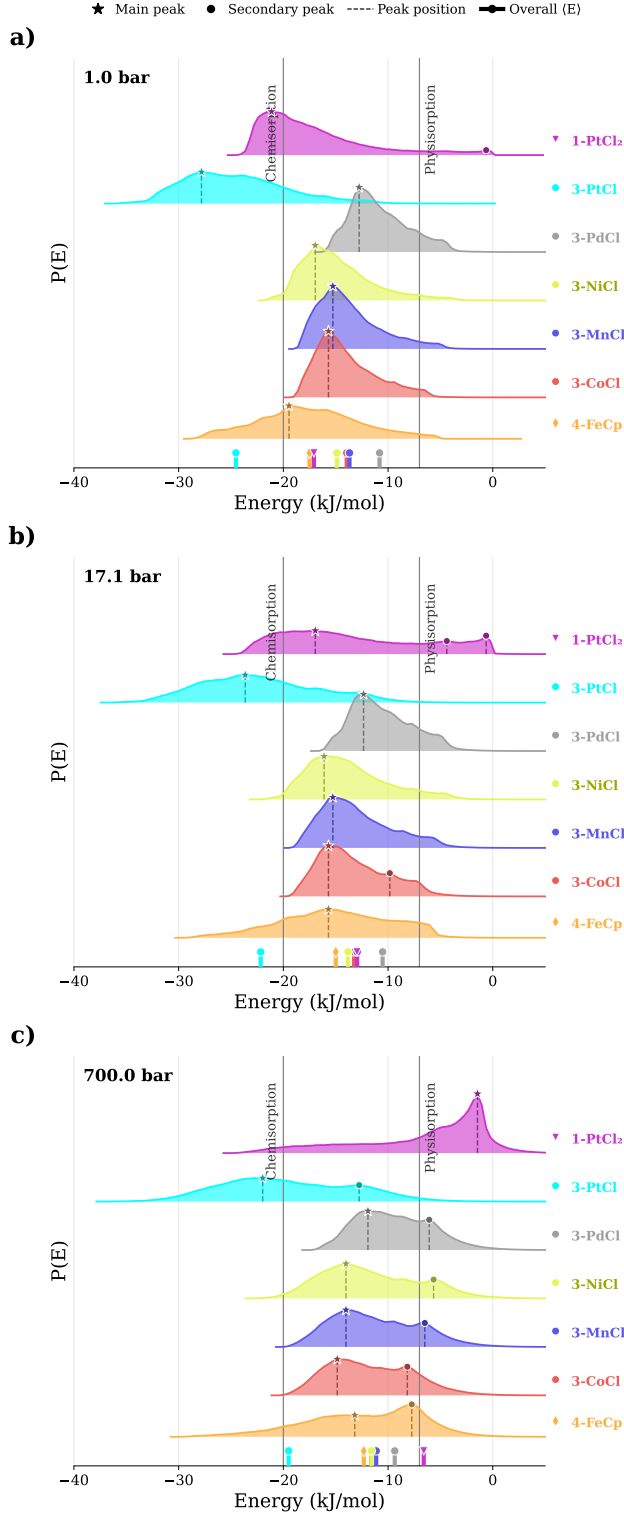 Main peak Secondary peak Peak position Overall ⟨E⟩
a)
1.0 bar
Chemisorption
Physisorption
1-PtCl₂
3-PtCl
3-PdCl
3-NiCl
3-MnCl
3-CoCl
4-FeCp
P(E)
−40 −30 −20 −10 0
Energy (kJ/mol)
b)
17.1 bar
Chemisorption
Physisorption
1-PtCl₂
3-PtCl
3-PdCl
3-NiCl
3-MnCl
3-CoCl
4-FeCp
P(E)
−40 −30 −20 −10 0
Energy (kJ/mol)
c)
700.0 bar
Chemisorption
Physisorption
1-PtCl₂
3-PtCl
3-PdCl
3-NiCl
3-MnCl
3-CoCl
4-FeCp
P(E)
−40 −30 −20 −10 0
Energy (kJ/mol)